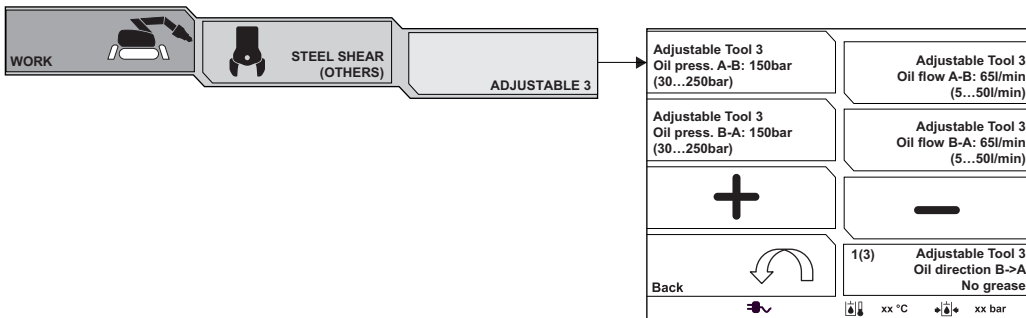 WORK
STEEL SHEAR
(OTHERS)
ADJUSTABLE 3
Adjustable Tool 3
Oil press. A-B: 150bar
(30...250bar)
Adjustable Tool 3
Oil flow A-B: 65l/min
(5...50l/min)
Adjustable Tool 3
Oil press. B-A: 150bar
(30...250bar)
Adjustable Tool 3
Oil flow B-A: 65l/min
(5...50l/min)
Back
1(3) Adjustable Tool 3
Oil direction B->A
No grease
xx °C xx bar